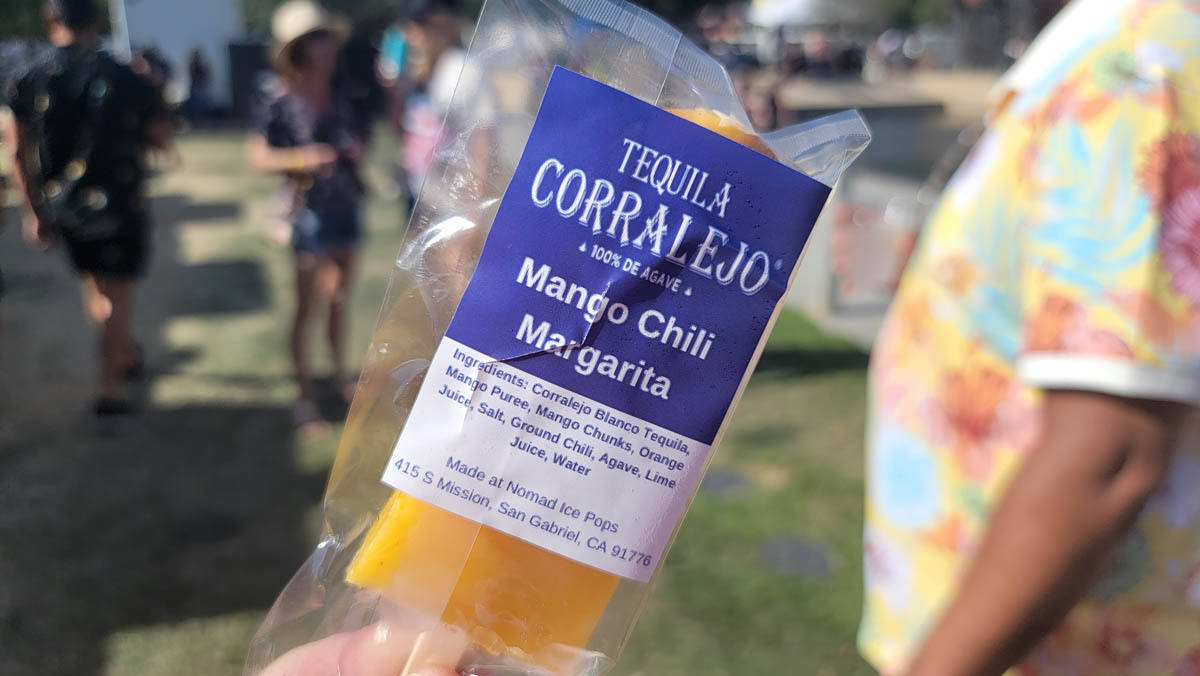 TEQUILA
CORRALEJO®
100% DE AGAVE
Mango Chili
Margarita
Ingredients: Corralejo Blanco Tequila,
Mango Puree, Mango Chunks, Orange
Juice, Salt, Ground Chili, Agave, Lime
Juice, Water
Made at Nomad Ice Pops
415 S Mission, San Gabriel, CA 91776